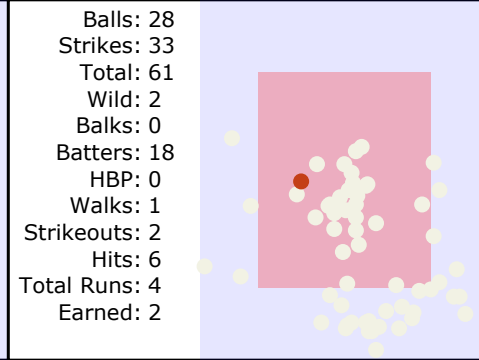 Balls: 28
Strikes: 33
Total: 61
Wild: 2
Balks: 0
Batters: 18
HBP: 0
Walks: 1
Strikeouts: 2
Hits: 6
Total Runs: 4
Earned: 2